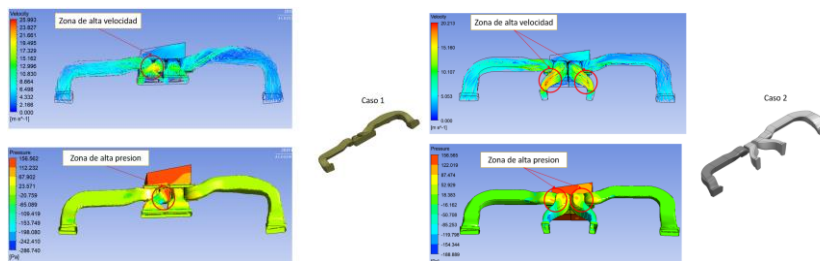 Velocity
25.993
23.827
21.661
19.495
17.329
15.162
12.996
10.830
8.664
6.498
4.332
2.166
0.000
[m s^-1]
Zona de alta velocidad
Pressure
156.562
112.232
67.902
23.571
-20.759
-65.089
-109.419
-153.749
-198.080
-242.410
-286.740
[Pa]
Zona de alta presion
Caso 1
Velocity
20.213
15.160
10.107
5.053
0.000
[m s^-1]
Zona de alta velocidad
Pressure
[Pa]
Zona de alta presion
Caso 2